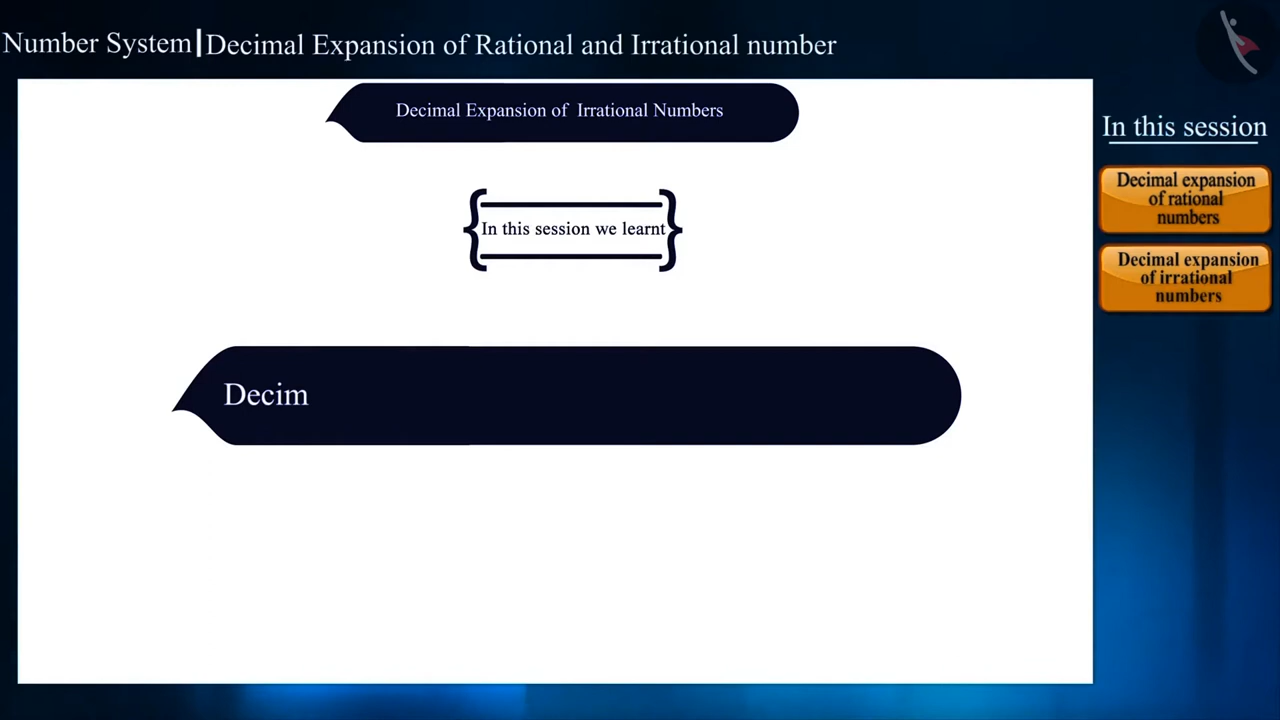 Number System|Decimal Expansion of Rational and Irrational number
Decimal Expansion of Irrational Numbers
In this session we learnt
Decim
In this session
Decimal expansion
of rational
numbers
Decimal expansion
of irrational
numbers